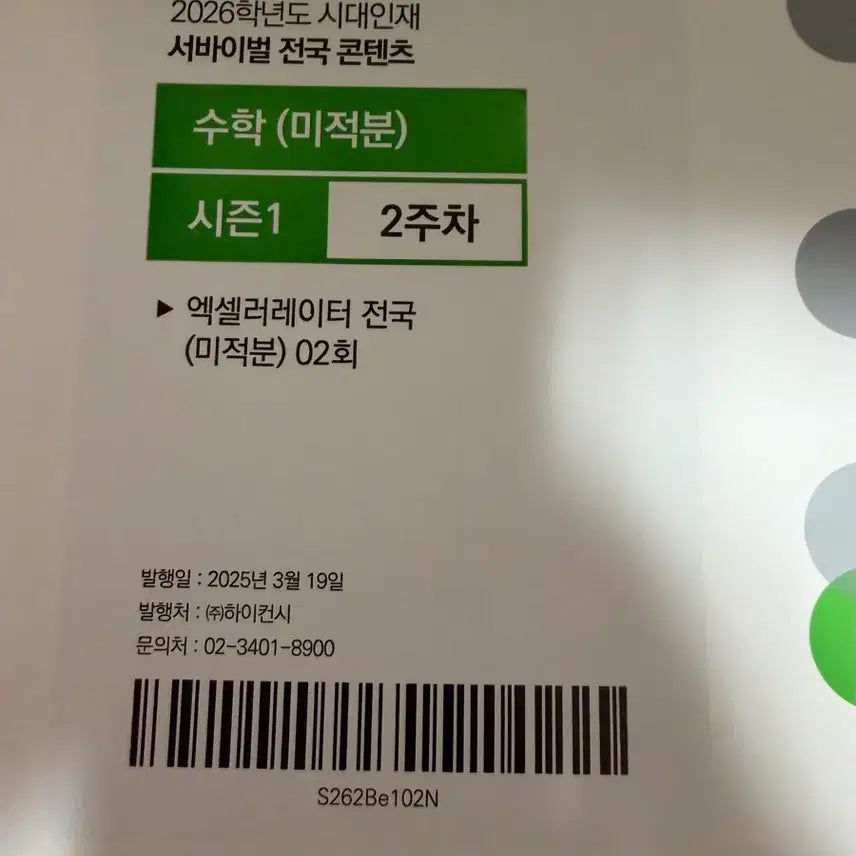 2026학년도 시대인재
서바이벌 전국 콘텐츠
수학 (미적분)
시즌1 2주차
▶ 엑셀러레이터 전국
(미적분) 02회
발행일 : 2025년 3월 19일
발행처 : ㈜하이컨시
문의처 : 02-3401-8900
S262Be102N